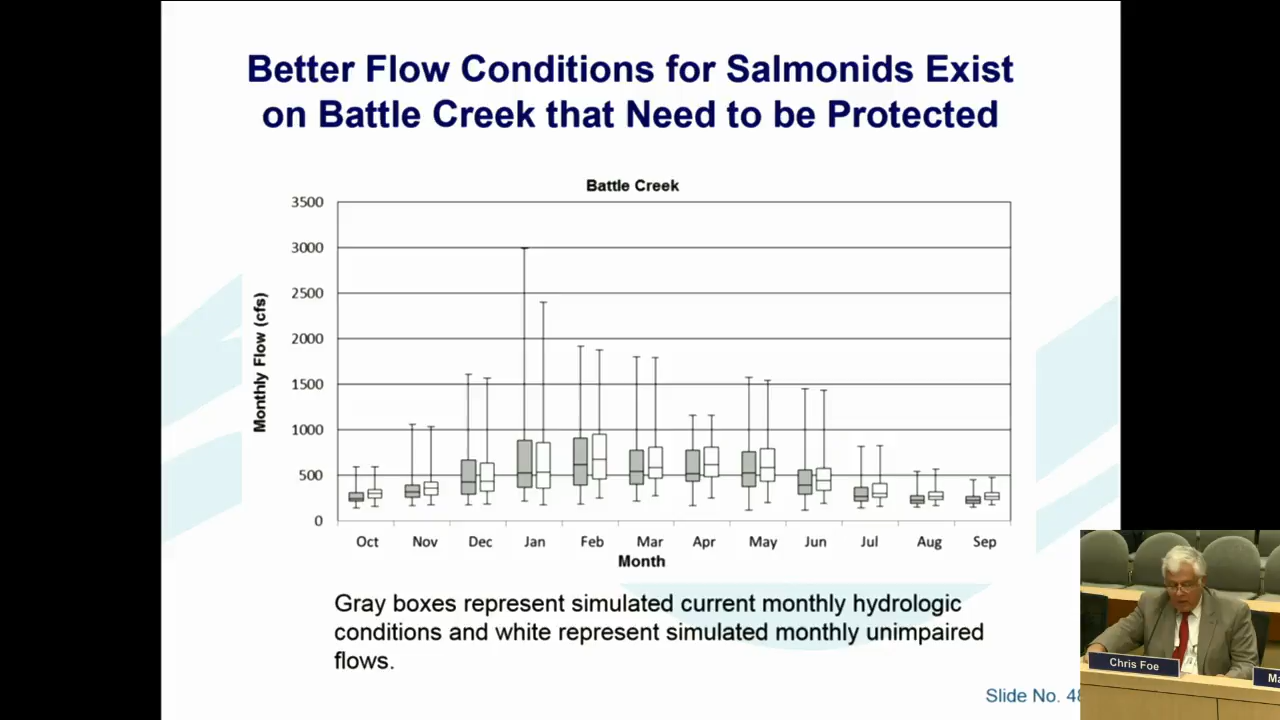 Better Flow Conditions for Salmonids Exist
on Battle Creek that Need to be Protected
Battle Creek
3500
3000
2500
2000
1500
1000
500
0
Monthly Flow (cfs)
Oct Nov Dec Jan Feb Mar Apr May Jun Jul Aug Sep
Month
Gray boxes represent simulated current monthly hydrologic
conditions and white represent simulated monthly unimpaired
flows.
Slide No. 48
Chris Foe
Ma